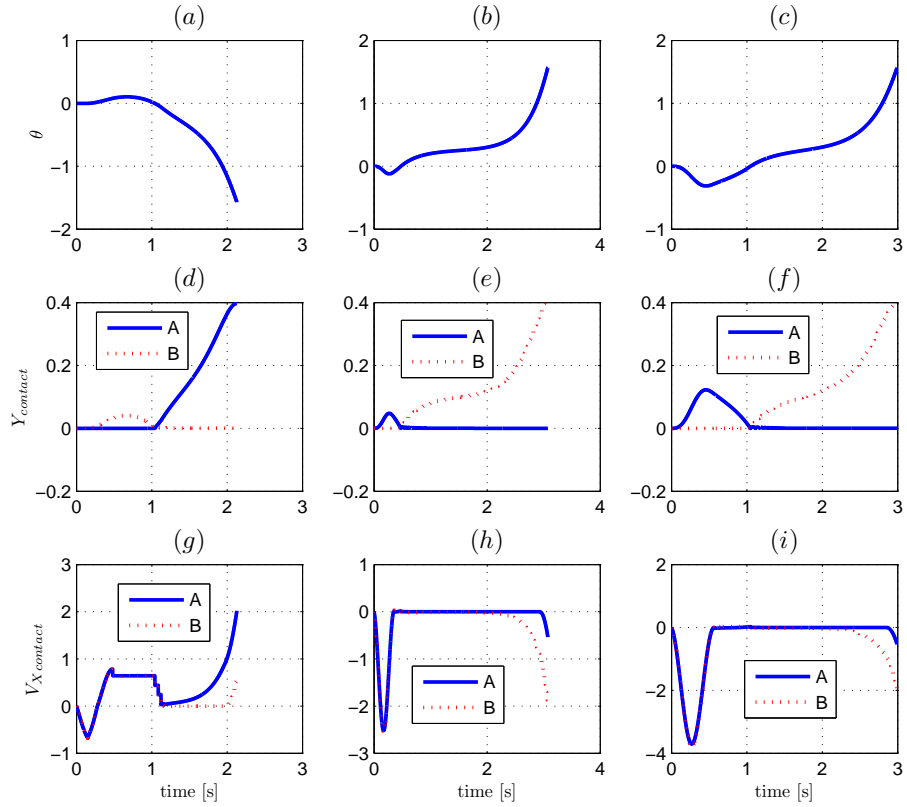 (a) (b) (c)
1
0
−1
−2
0 1 2 3
θ
2
1
0
−1
0 2 4
2
1
0
−1
0 1 2 3
(d) (e) (f)
0.4
0.2
0
−0.2
0 1 2 3
Y contact
A
B
0.4
0.2
0
−0.2
0 2 4
A
B
0.4
0.2
0
−0.2
0 1 2 3
A
B
(g) (h) (i)
3
2
1
0
−1
0 1 2 3
V X contact
time [s]
A
B
1
0
−1
−2
−3
0 2 4
time [s]
A
B
2
0
−2
−4
0 1 2 3
time [s]
A
B